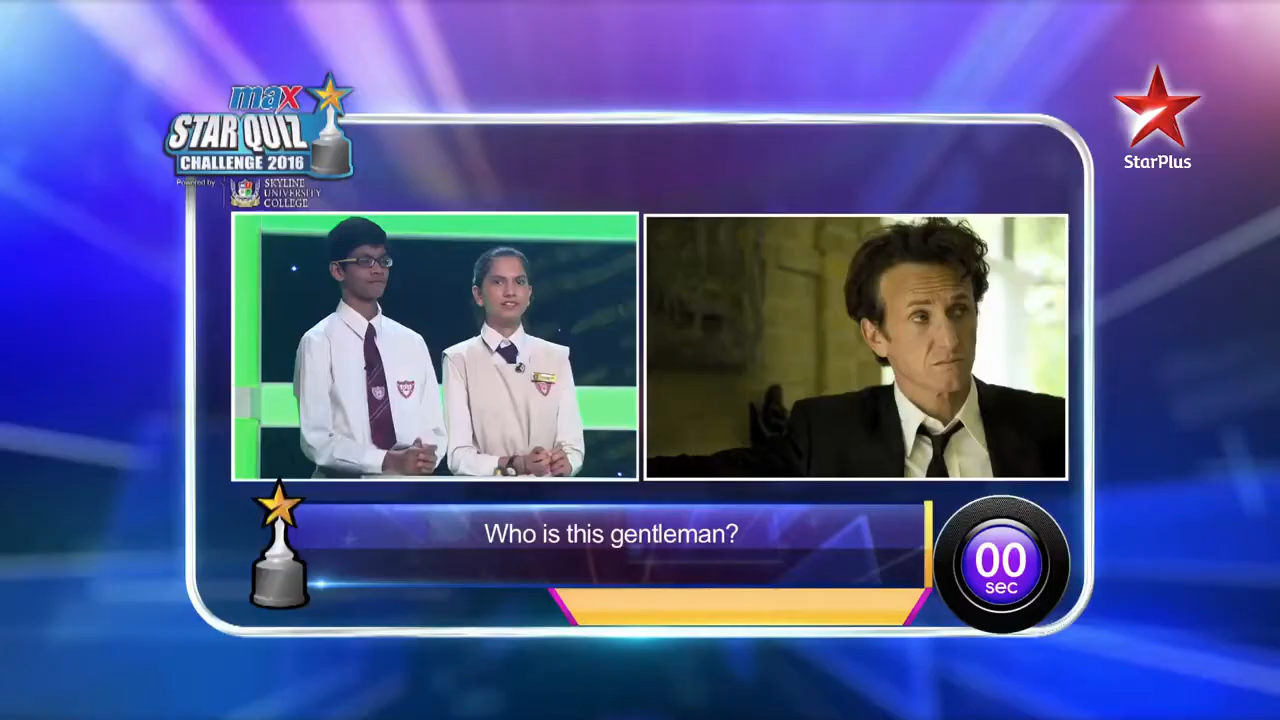 max
STAR QUIZ
CHALLENGE 2016
Powered by
SKYLINE
UNIVERSITY
COLLEGE
StarPlus
Who is this gentleman?
00
sec